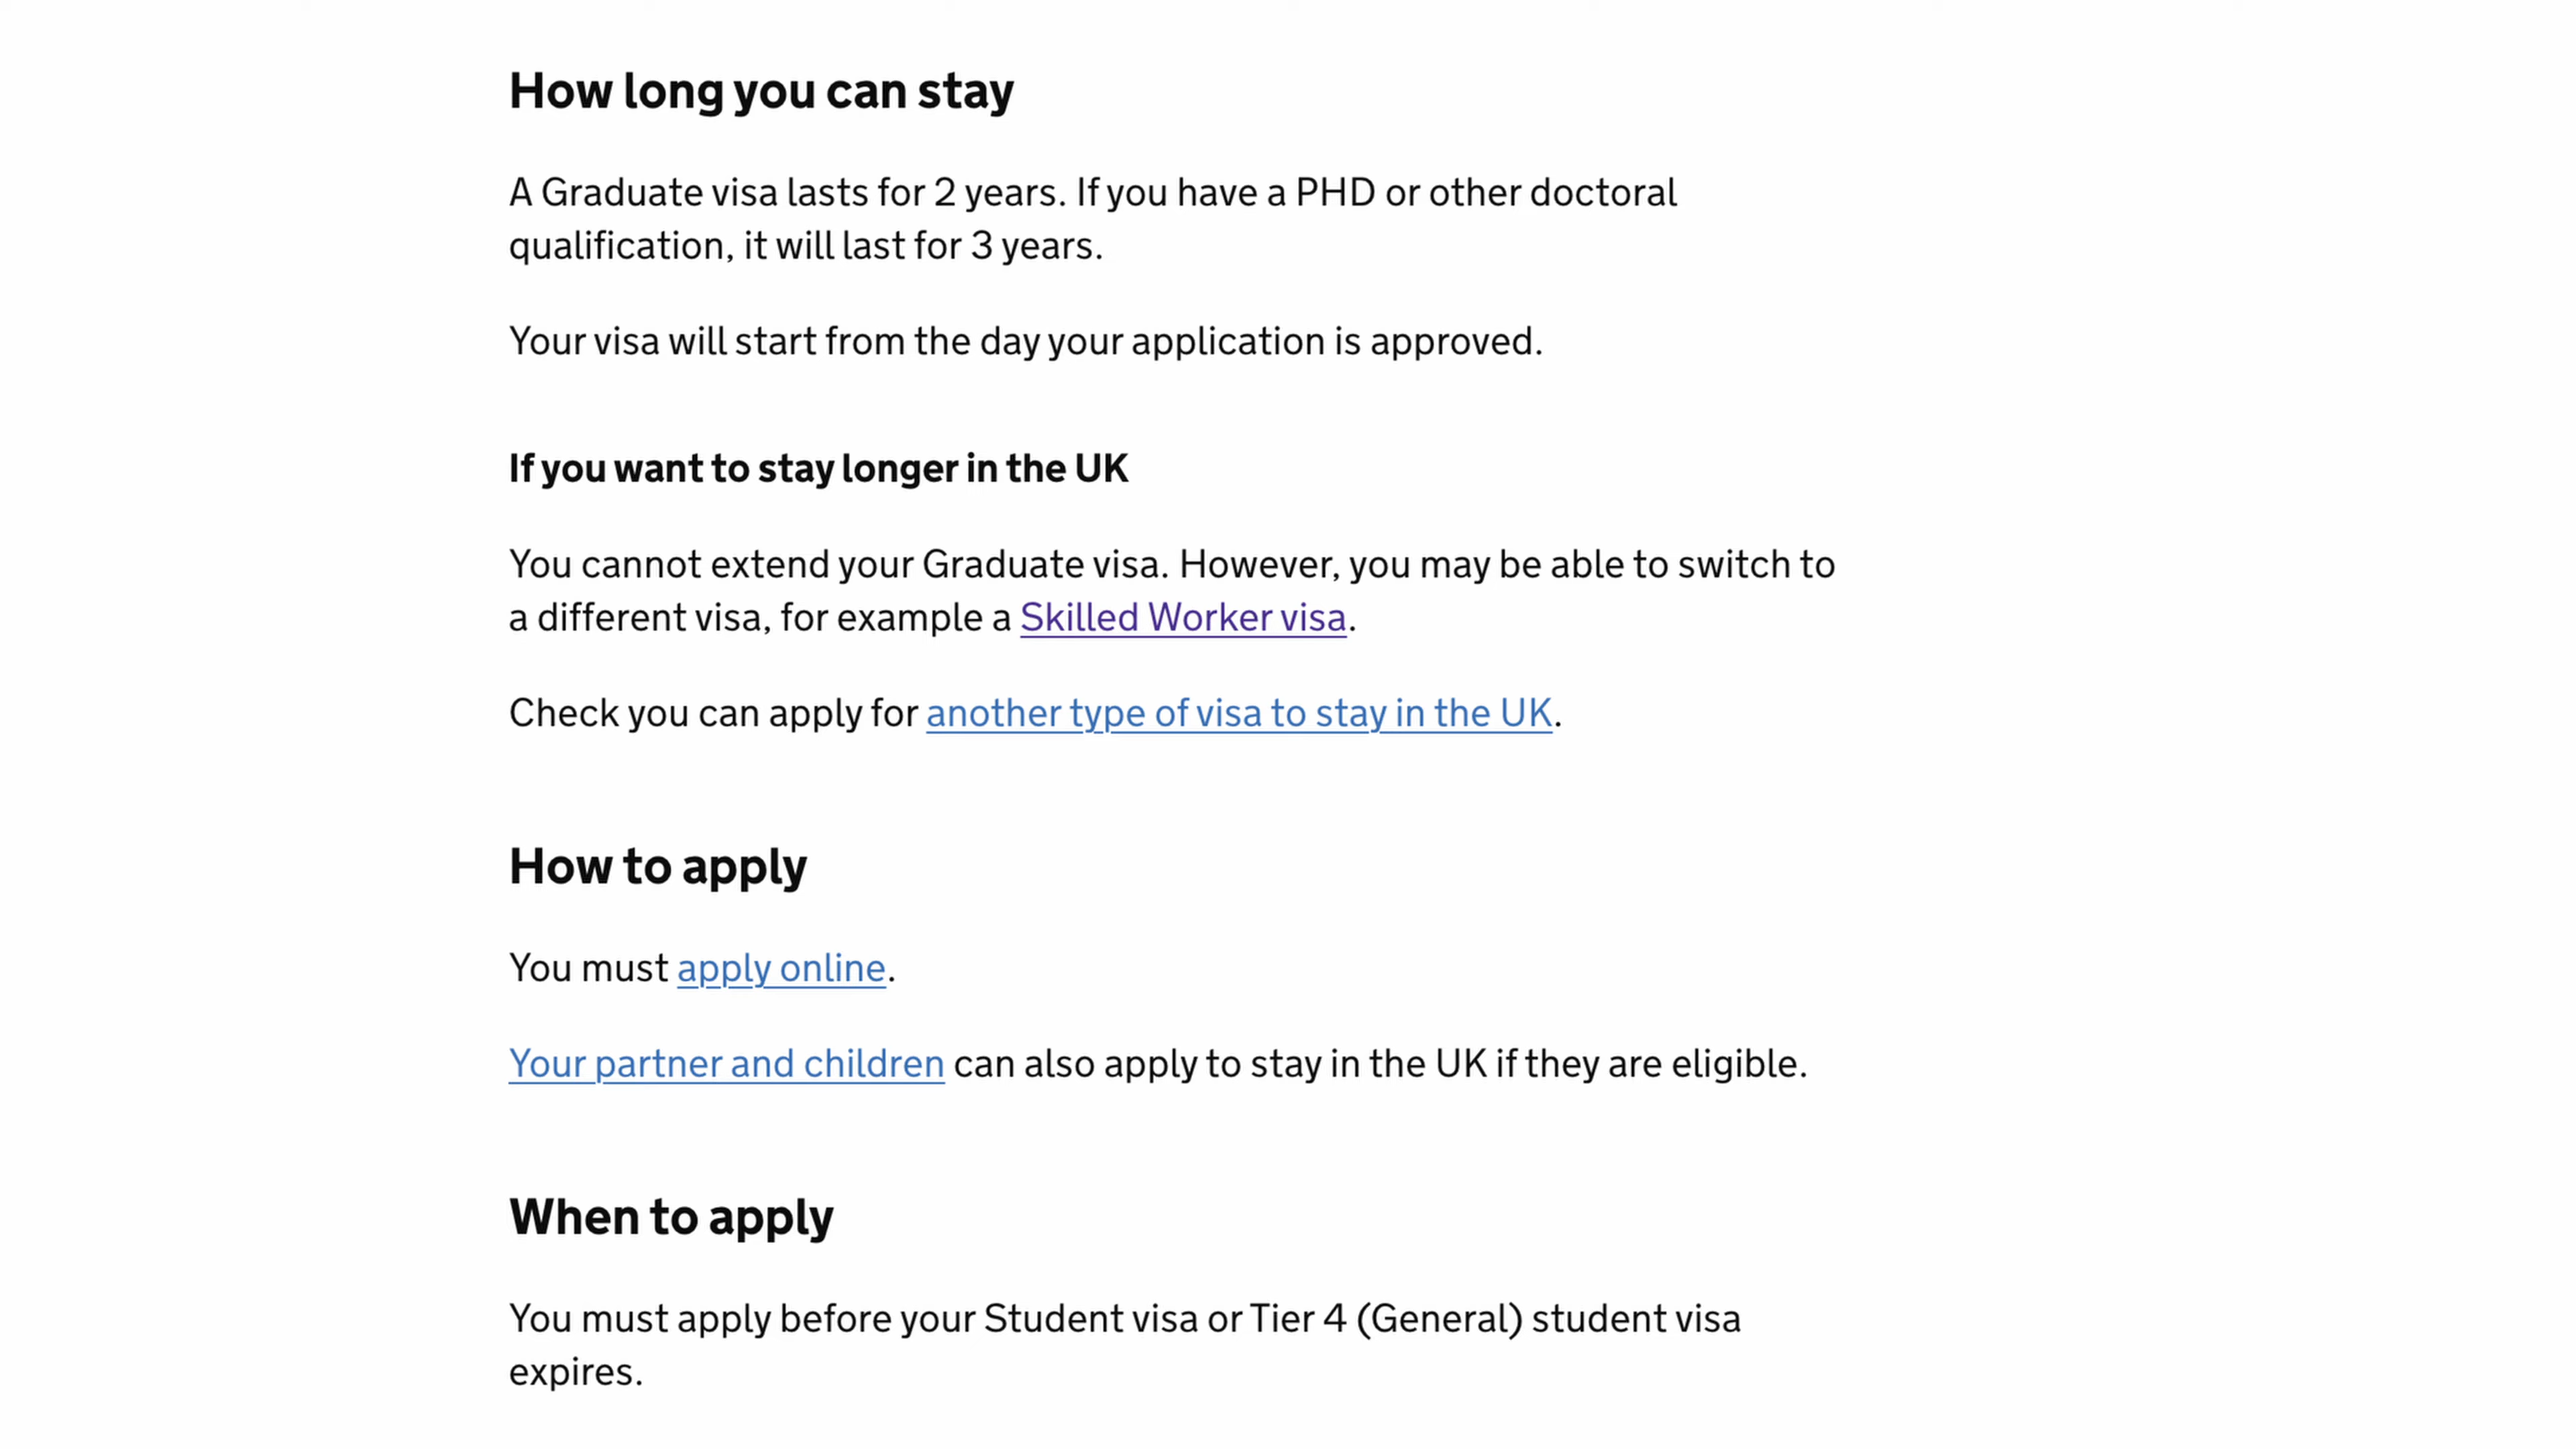 How long you can stay
A Graduate visa lasts for 2 years. If you have a PHD or other doctoral
qualification, it will last for 3 years.
Your visa will start from the day your application is approved.
If you want to stay longer in the UK
You cannot extend your Graduate visa. However, you may be able to switch to
a different visa, for example a Skilled Worker visa.
Check you can apply for another type of visa to stay in the UK.
How to apply
You must apply online.
Your partner and children can also apply to stay in the UK if they are eligible.
When to apply
You must apply before your Student visa or Tier 4 (General) student visa
expires.